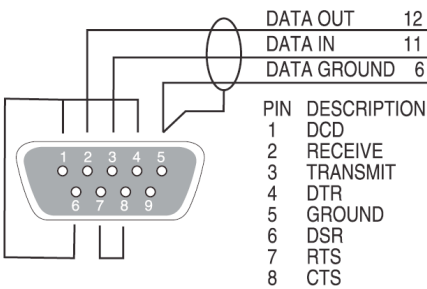 DATA OUT 12
DATA IN 11
DATA GROUND 6
PIN DESCRIPTION
1 DCD
2 RECEIVE
3 TRANSMIT
4 DTR
5 GROUND
6 DSR
7 RTS
8 CTS
1 2 3 4 5
6 7 8 9